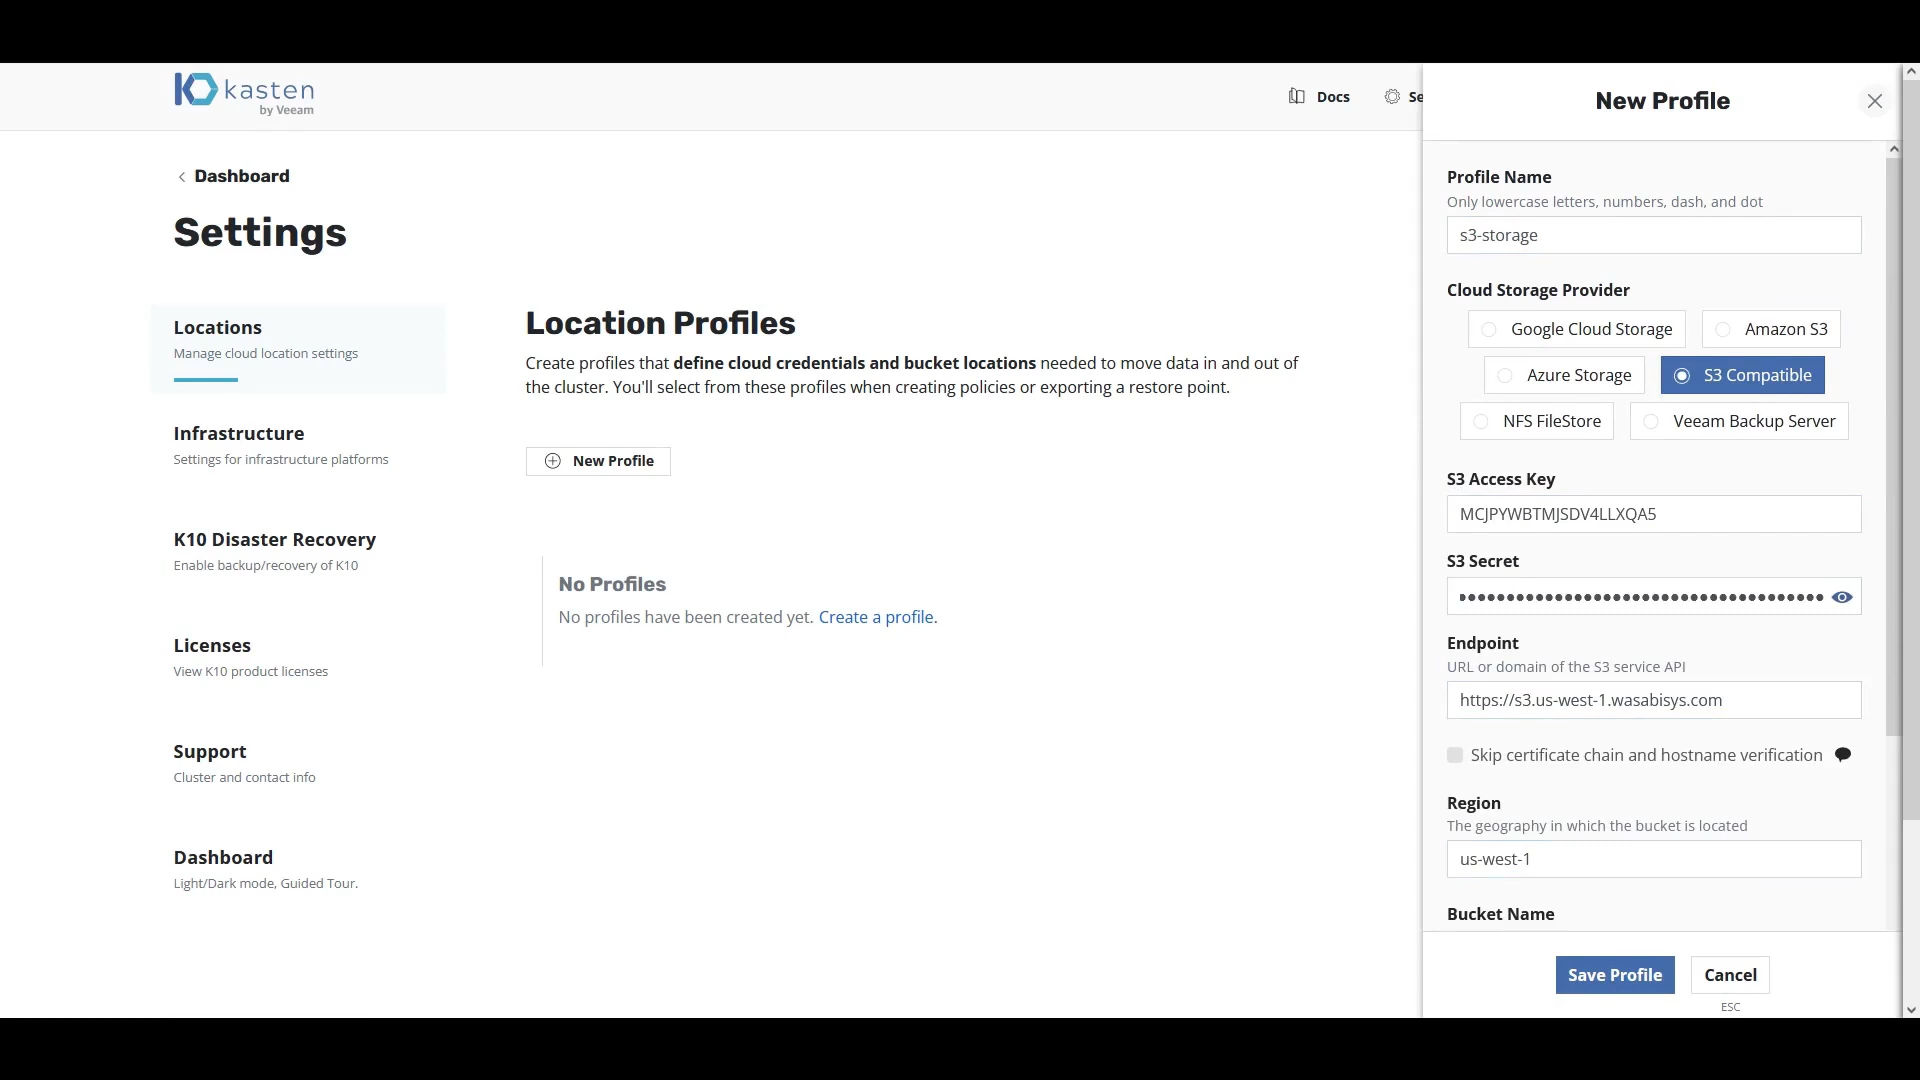 kasten
by Veeam
Docs
Se
Dashboard
Settings
Locations
Manage cloud location settings
Infrastructure
Settings for infrastructure platforms
K10 Disaster Recovery
Enable backup/recovery of K10
Licenses
View K10 product licenses
Support
Cluster and contact info
Dashboard
Light/Dark mode, Guided Tour.
Location Profiles
Create profiles that define cloud credentials and bucket locations needed to move data in and out of
the cluster. You'll select from these profiles when creating policies or exporting a restore point.
New Profile
No Profiles
No profiles have been created yet. Create a profile.
New Profile
Profile Name
Only lowercase letters, numbers, dash, and dot
s3-storage
Cloud Storage Provider
Google Cloud Storage
Amazon S3
Azure Storage
S3 Compatible
NFS FileStore
Veeam Backup Server
S3 Access Key
MCJPYWBTMJSDV4LLXQA5
S3 Secret
Endpoint
URL or domain of the S3 service API
https://s3.us-west-1.wasabisys.com
Skip certificate chain and hostname verification
Region
The geography in which the bucket is located
us-west-1
Bucket Name
Save Profile
Cancel
ESC